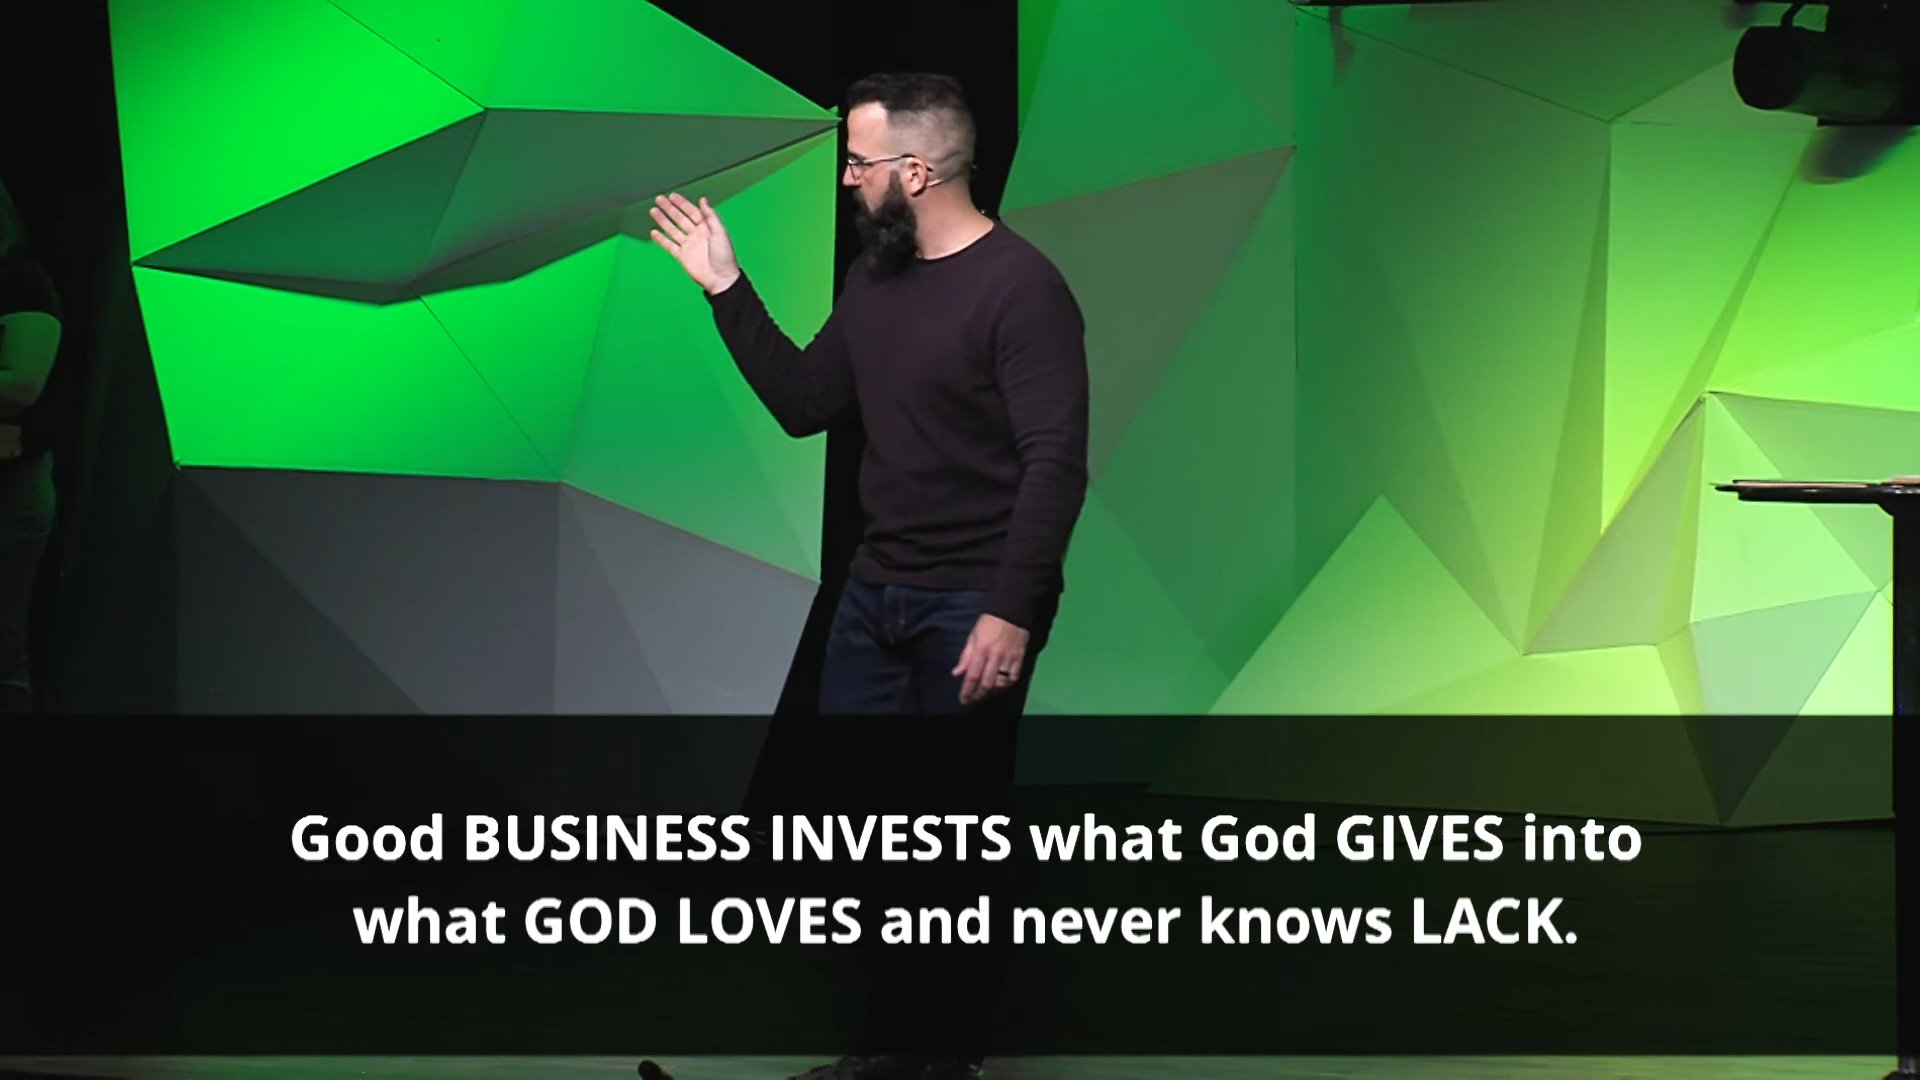 Good BUSINESS INVESTS what God GIVES into
what GOD LOVES and never knows LACK.